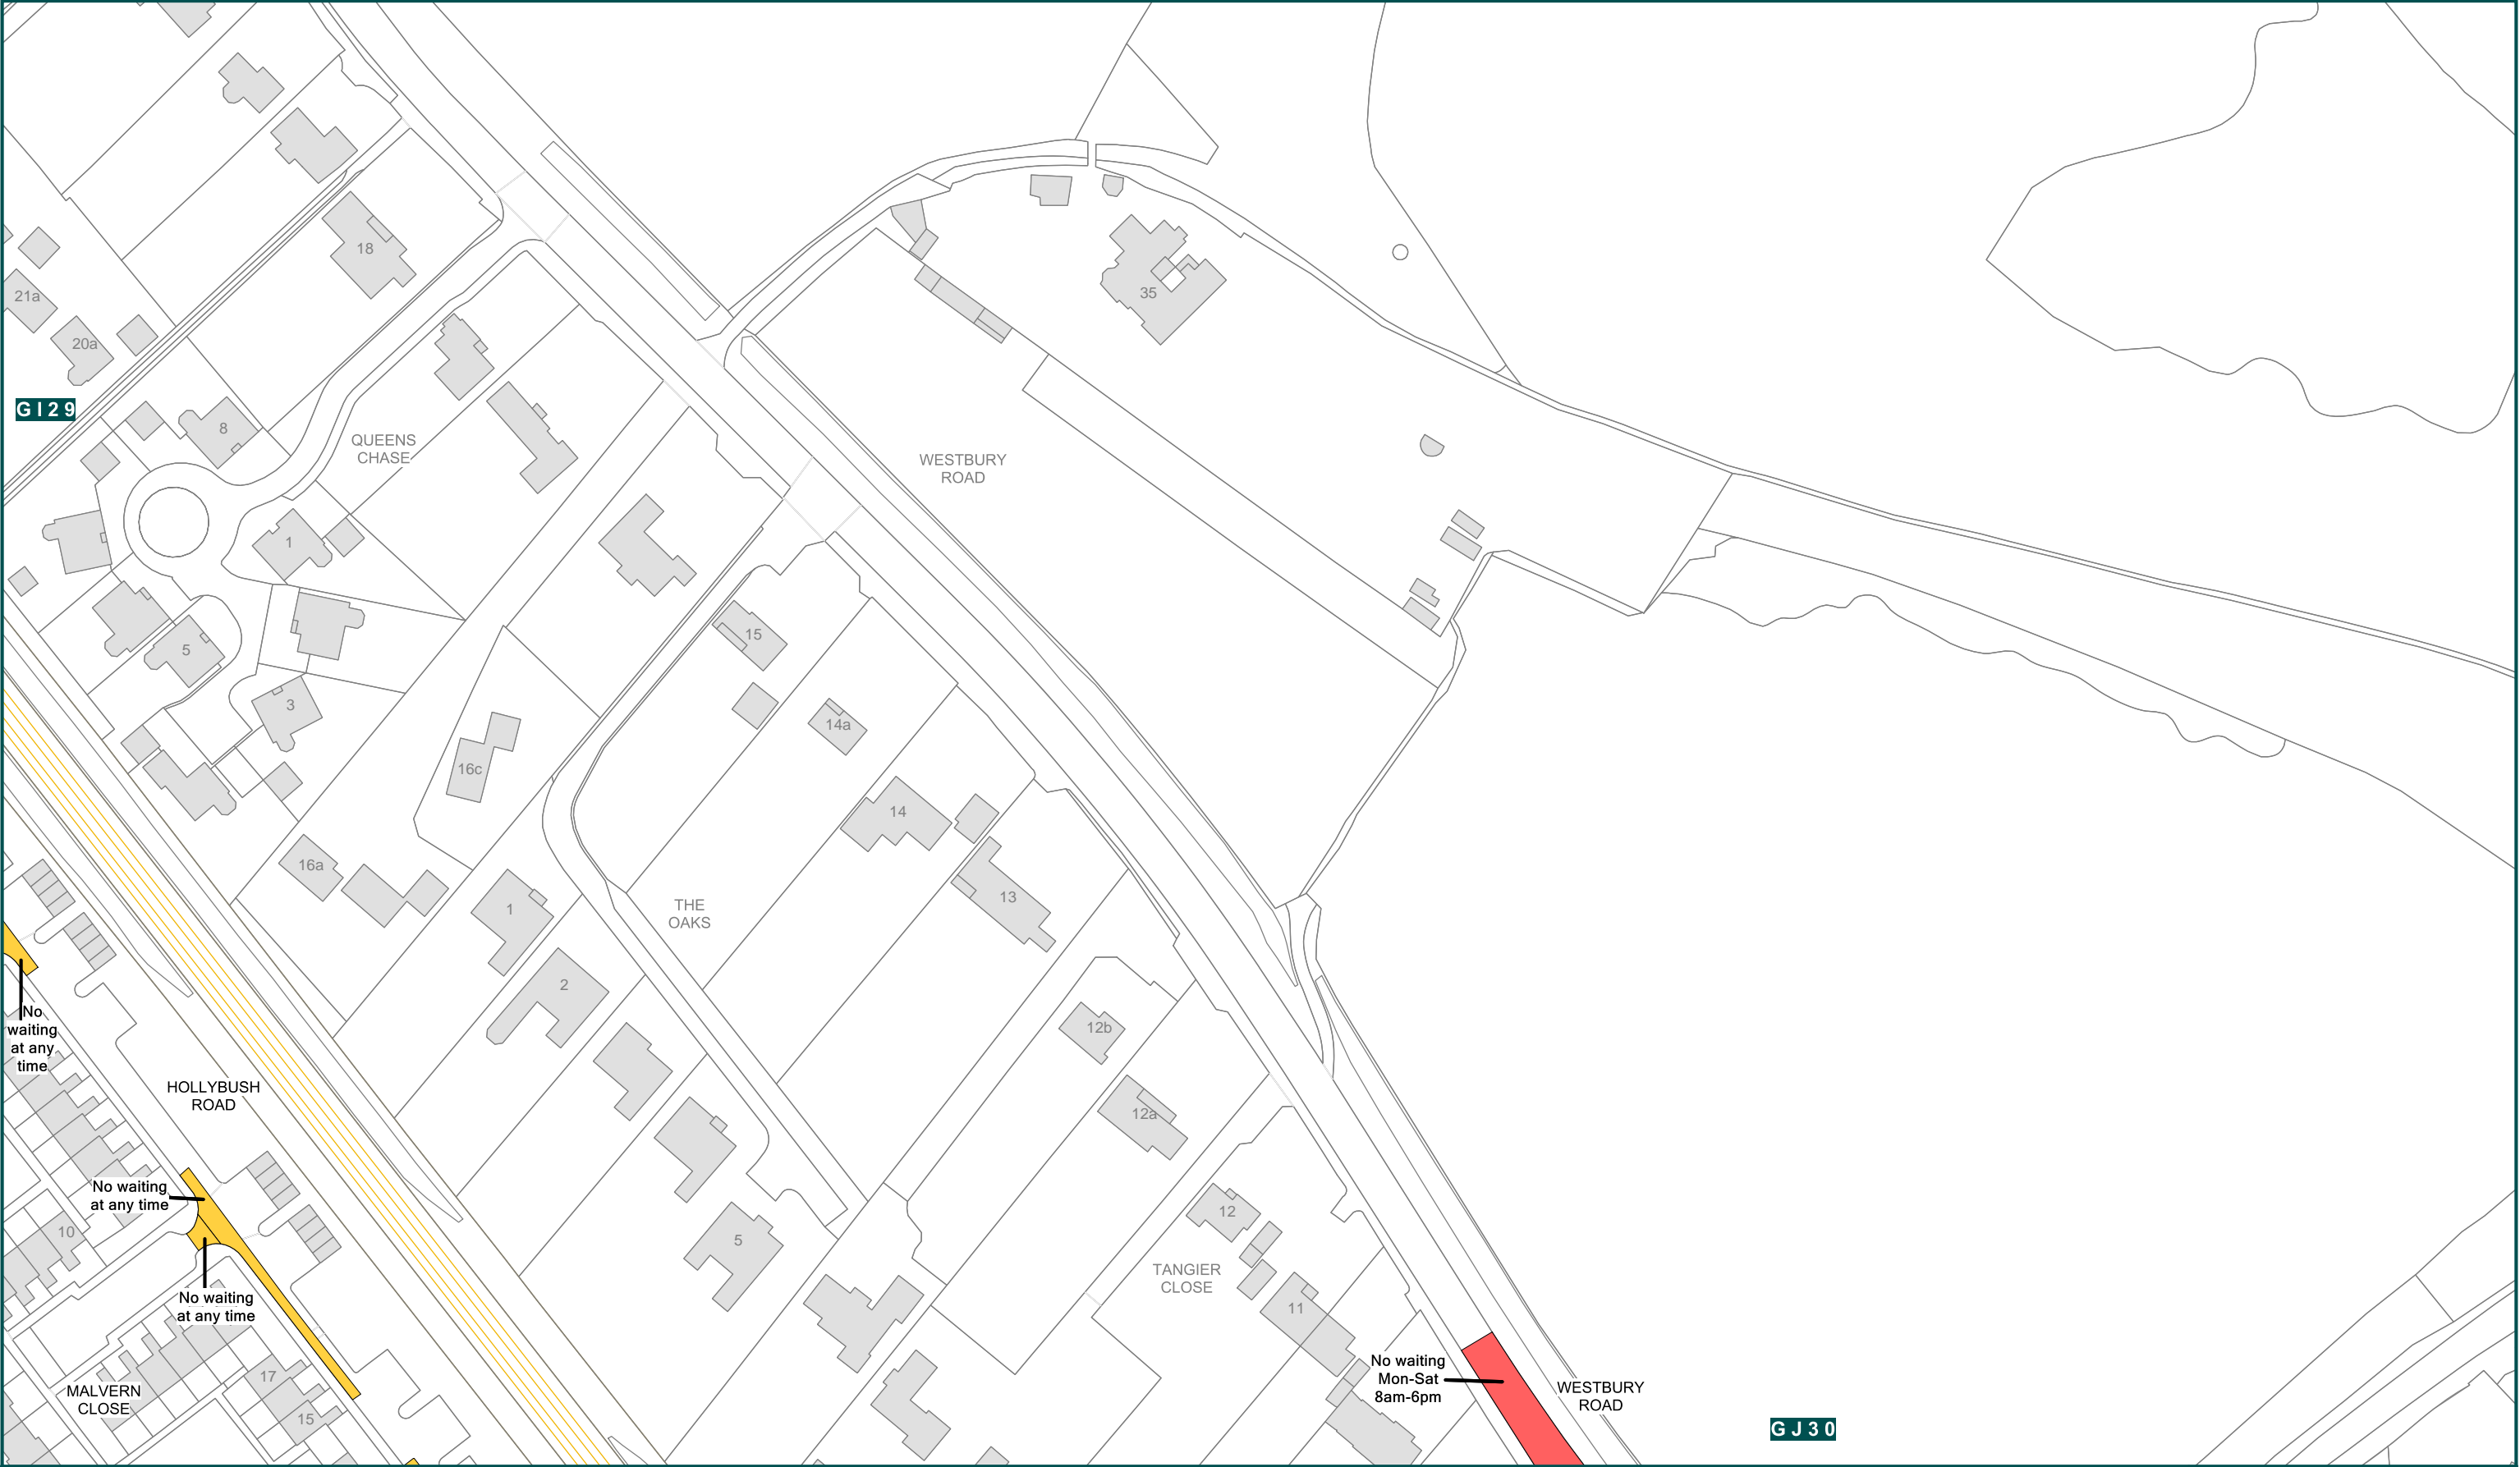 18
21a
35
20a
G I 2 9
8
QUEENS
CHASE
WESTBURY
ROAD
1
15
5
3
14a
16c
14
16a
13
1
THE
OAKS
2
No
waiting
at any
time
12b
HOLLYBUSH
ROAD
12a
No waiting
at any time
12
10
5
TANGIER
CLOSE
No waiting
at any time
11
No waiting
Mon-Sat
8am-6pm
17
MALVERN
CLOSE
WESTBURY
ROAD
15
G J 3 0